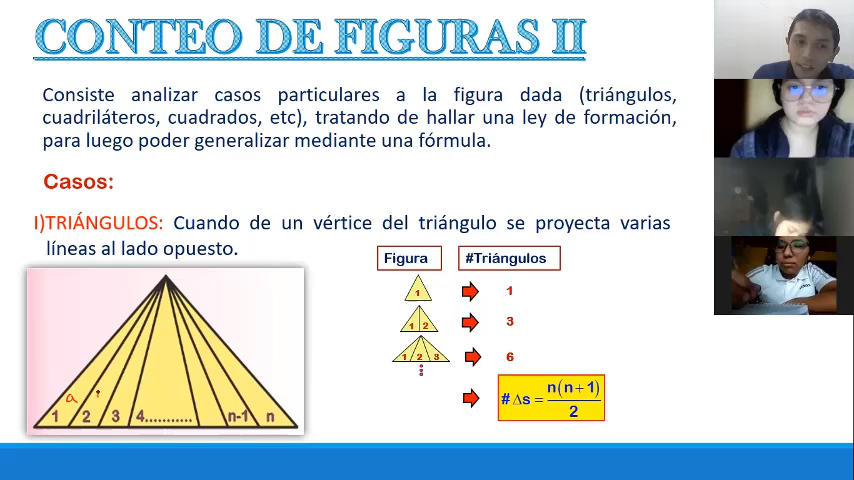 CONTEO DE FIGURAS II
Consiste analizar casos particulares a la figura dada (triángulos,
cuadriláteros, cuadrados, etc), tratando de hallar una ley de formación,
para luego poder generalizar mediante una fórmula.
Casos:
I)TRIÁNGULOS: Cuando de un vértice del triángulo se proyecta varias
líneas al lado opuesto.
Figura #Triángulos
1 1
1 2 3
1 2 3 6
#∆s = n(n+1)/2
a
1 2 3 4........... n-1 n